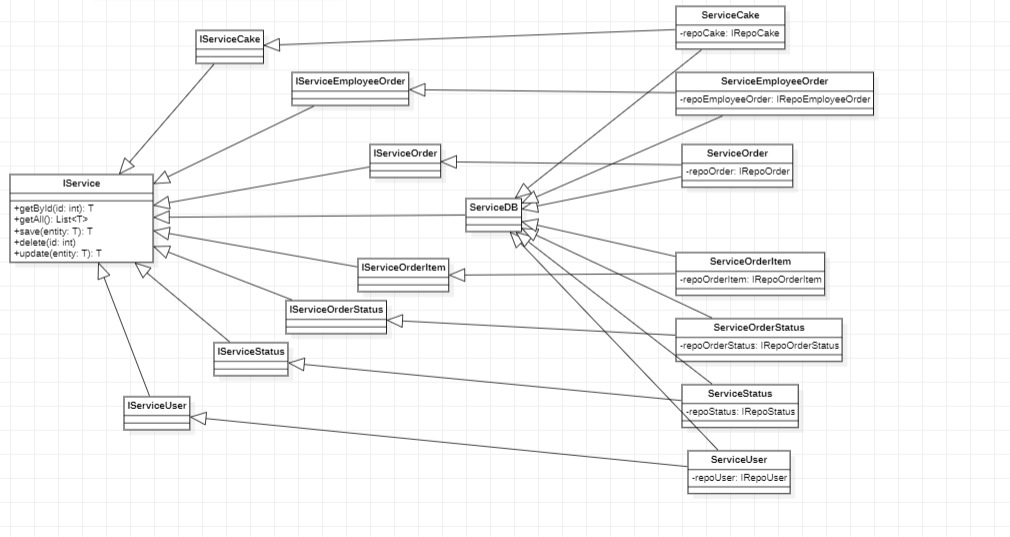 ServiceCake
-repoCake: IRepoCake
IServiceCake
IServiceEmployeeOrder
ServiceEmployeeOrder
-repoEmployeeOrder: IRepoEmployeeOrder
IServiceOrder
ServiceOrder
-repoOrder: IRepoOrder
IService
+getById(id: int): T
+getAll(): List<T>
+save(entity: T): T
+delete(id: int)
+update(entity: T): T
ServiceDB
IServiceOrderItem
ServiceOrderItem
-repoOrderItem: IRepoOrderItem
IServiceOrderStatus
ServiceOrderStatus
-repoOrderStatus: IRepoOrderStatus
IServiceStatus
ServiceStatus
-repoStatus: IRepoStatus
IServiceUser
ServiceUser
-repoUser: IRepoUser